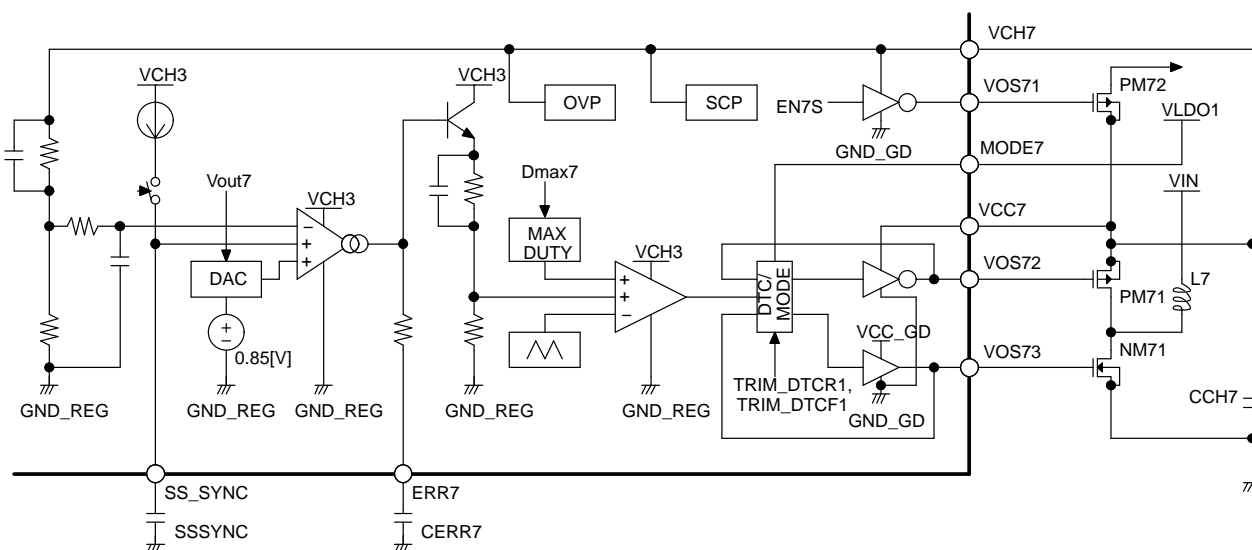 VCH7
VCH3
VCH3
OVP
SCP
EN7S
GND_GD
VOS71
PM72
VLDO1
MODE7
Vout7
VCH3
Dmax7
VIN
VCC7
MAX
DUTY
VCH3
DAC
DTC/
MODE
VOS72
L7
PM71
0.85[V]
VCC_GD
VOS73
NM71
TRIM_DTCR1,
TRIM_DTCF1
CCH7
GND_REG
GND_REG
GND_REG
GND_REG
GND_REG
GND_GD
SS_SYNC
ERR7
SSSYNC
CERR7